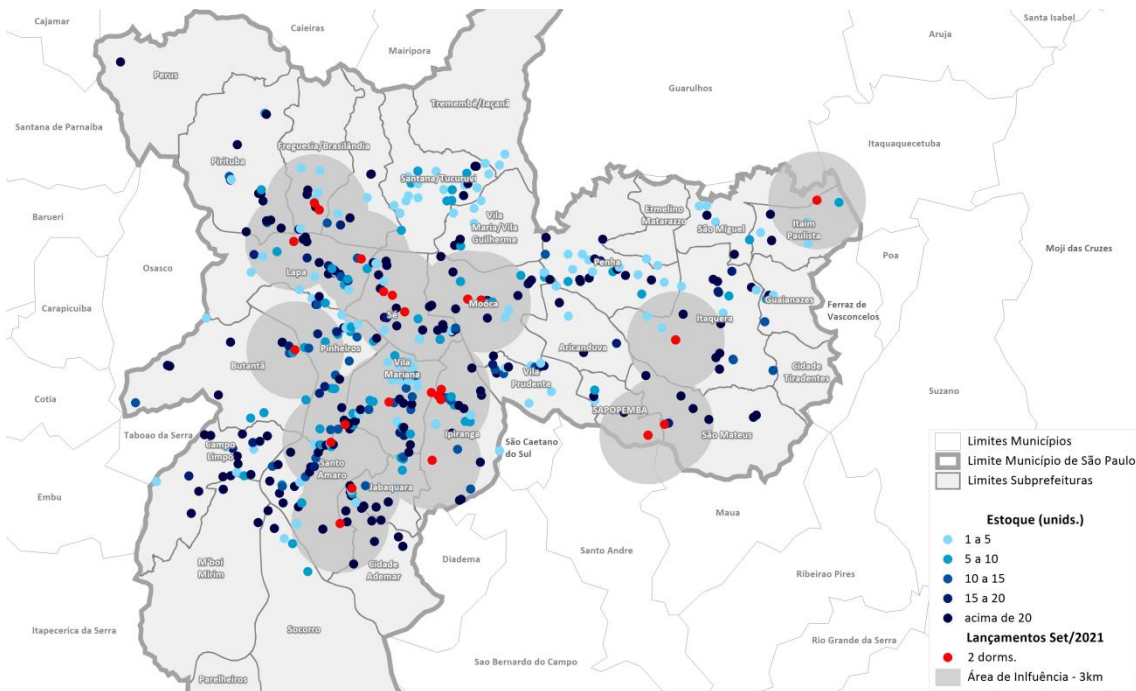 Cajamar
Caieiras
Mairipora
Santa Isabel
Aruja
Guarulhos
Perus
Tremembé/Jaçanã
Santana de Parnaiba
Itaquaquecetuba
Freguesia/Brasilândia
Pirituba
Santana/Tucuruvi
Vila
Maria/Vila
Guilherme
Ermelino
Matarazzo
São Miguel
Itaim
Paulista
Barueri
Osasco
Moji das Cruzes
Poa
Lapa
Penha
Carapicuiba
Mooca
Guaianazes
Ferraz de
Vasconcelos
Sé
Itaquera
Pinheiros
Aricanduva
Butantã
Vila
Mariana
Vila
Prudente
Cidade
Tiradentes
Suzano
Cotia
SAPOPEMBA
Taboao da Serra
Ipiranga
São Caetano
do Sul
São Mateus
Campo
Limpo
Santo
Amaro
Jabaquara
Embu
Maua
Diadema
Santo Andre
M'boi
Mirim
Cidade
Ademar
Ribeirao Pires
Itapecerica da Serra
Socorro
Rio Grande da Serra
Sao Bernardo do Campo
Parelheiros
Limites Municípios
Limite Município de São Paulo
Limites Subprefeituras
Estoque (unids.)
1 a 5
5 a 10
10 a 15
15 a 20
acima de 20
Lançamentos Set/2021
2 dorms.
Área de Inlfuência - 3km